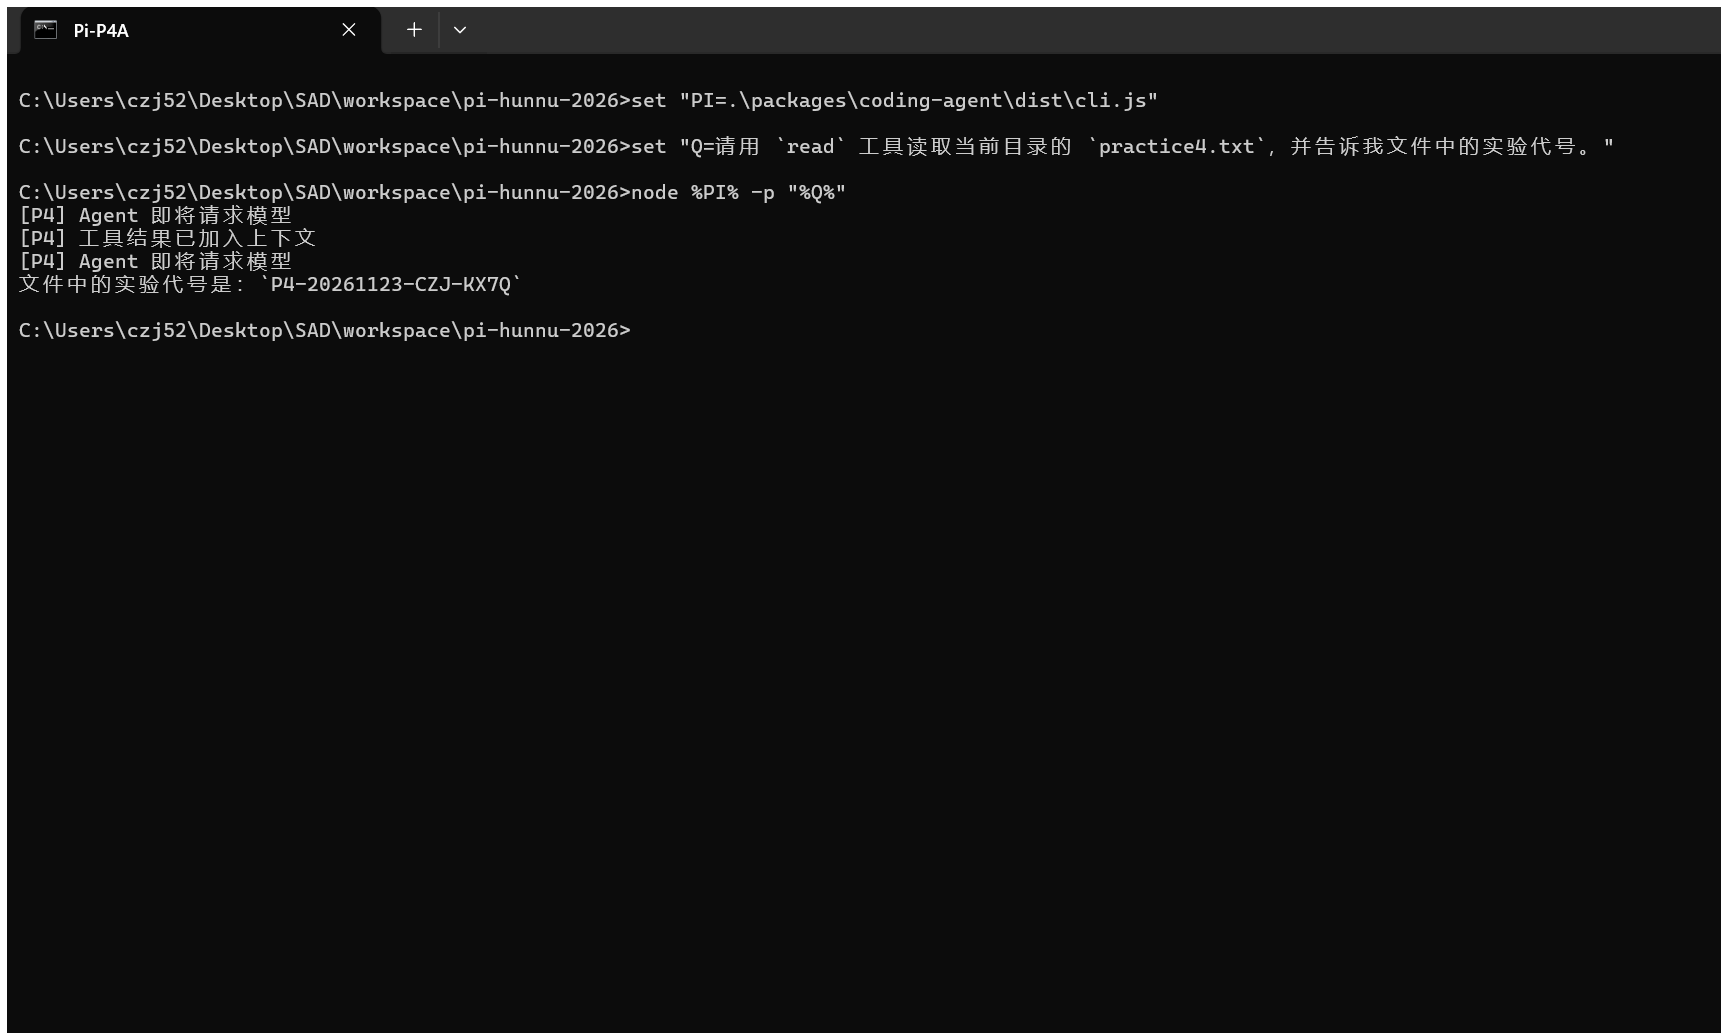 Pi-P4A
C:\Users\czj52\Desktop\SAD\workspace\pi-hunnu-2026>set "PI=.\packages\coding-agent\dist\cli.js"
C:\Users\czj52\Desktop\SAD\workspace\pi-hunnu-2026>set "Q=请用 `read` 工具读取当前目录的 `practice4.txt`，并告诉我文件中的实验代号。"
C:\Users\czj52\Desktop\SAD\workspace\pi-hunnu-2026>node %PI% -p "%Q%"
[P4] Agent 即将请求模型
[P4] 工具结果已加入上下文
[P4] Agent 即将请求模型
文件中的实验代号是：`P4-20261123-CZJ-KX7Q`
C:\Users\czj52\Desktop\SAD\workspace\pi-hunnu-2026>